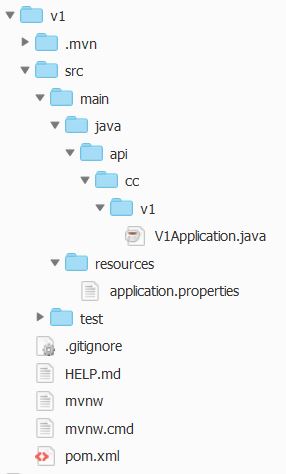 v1
.mvn
src
main
java
api
cc
v1
V1Application.java
resources
application.properties
test
.gitignore
HELP.md
mvnw
mvnw.cmd
pom.xml